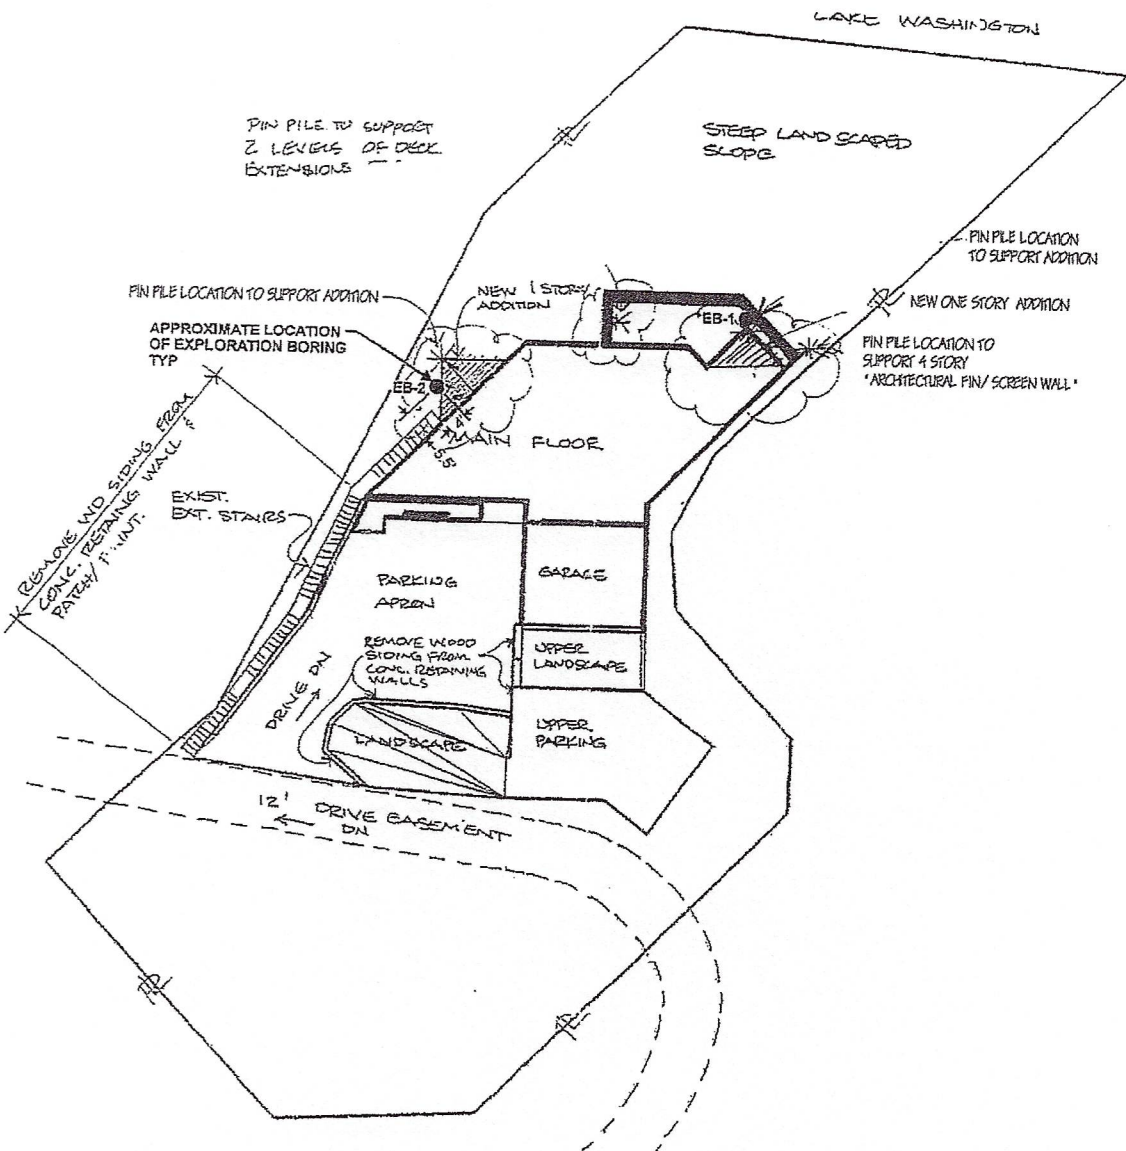 LAKE WASHINGTON
PIN PILE TO SUPPORT
2 LEVELS OF DECK
EXTENSIONS
STEEP LANDSCAPED
SLOPE
PIN PILE LOCATION
TO SUPPORT ADDITION
PIN PILE LOCATION TO SUPPORT ADDITION
NEW 1 STORY
ADDITION
NEW ONE STORY ADDITION
EB-1
APPROXIMATE LOCATION
OF EXPLORATION BORING
TYP
PIN PILE LOCATION TO
SUPPORT 4 STORY
"ARCHITECTURAL FIN/SCREEN WALL"
EB-2
4'
5.5'
MAIN FLOOR
REMOVE WD SIDING FROM
CONC. RETAINING WALL &
PATCH/
EXIST.
EXT. STAIRS
PARKING
APRON
GARAGE
REMOVE WOOD
SIDING FROM
CONC. RETAINING
WALLS
UPPER
LANDSCAPE
DRIVE DN
LANDSCAPE
UPPER
PARKING
12' DRIVE EASEMENT
DN